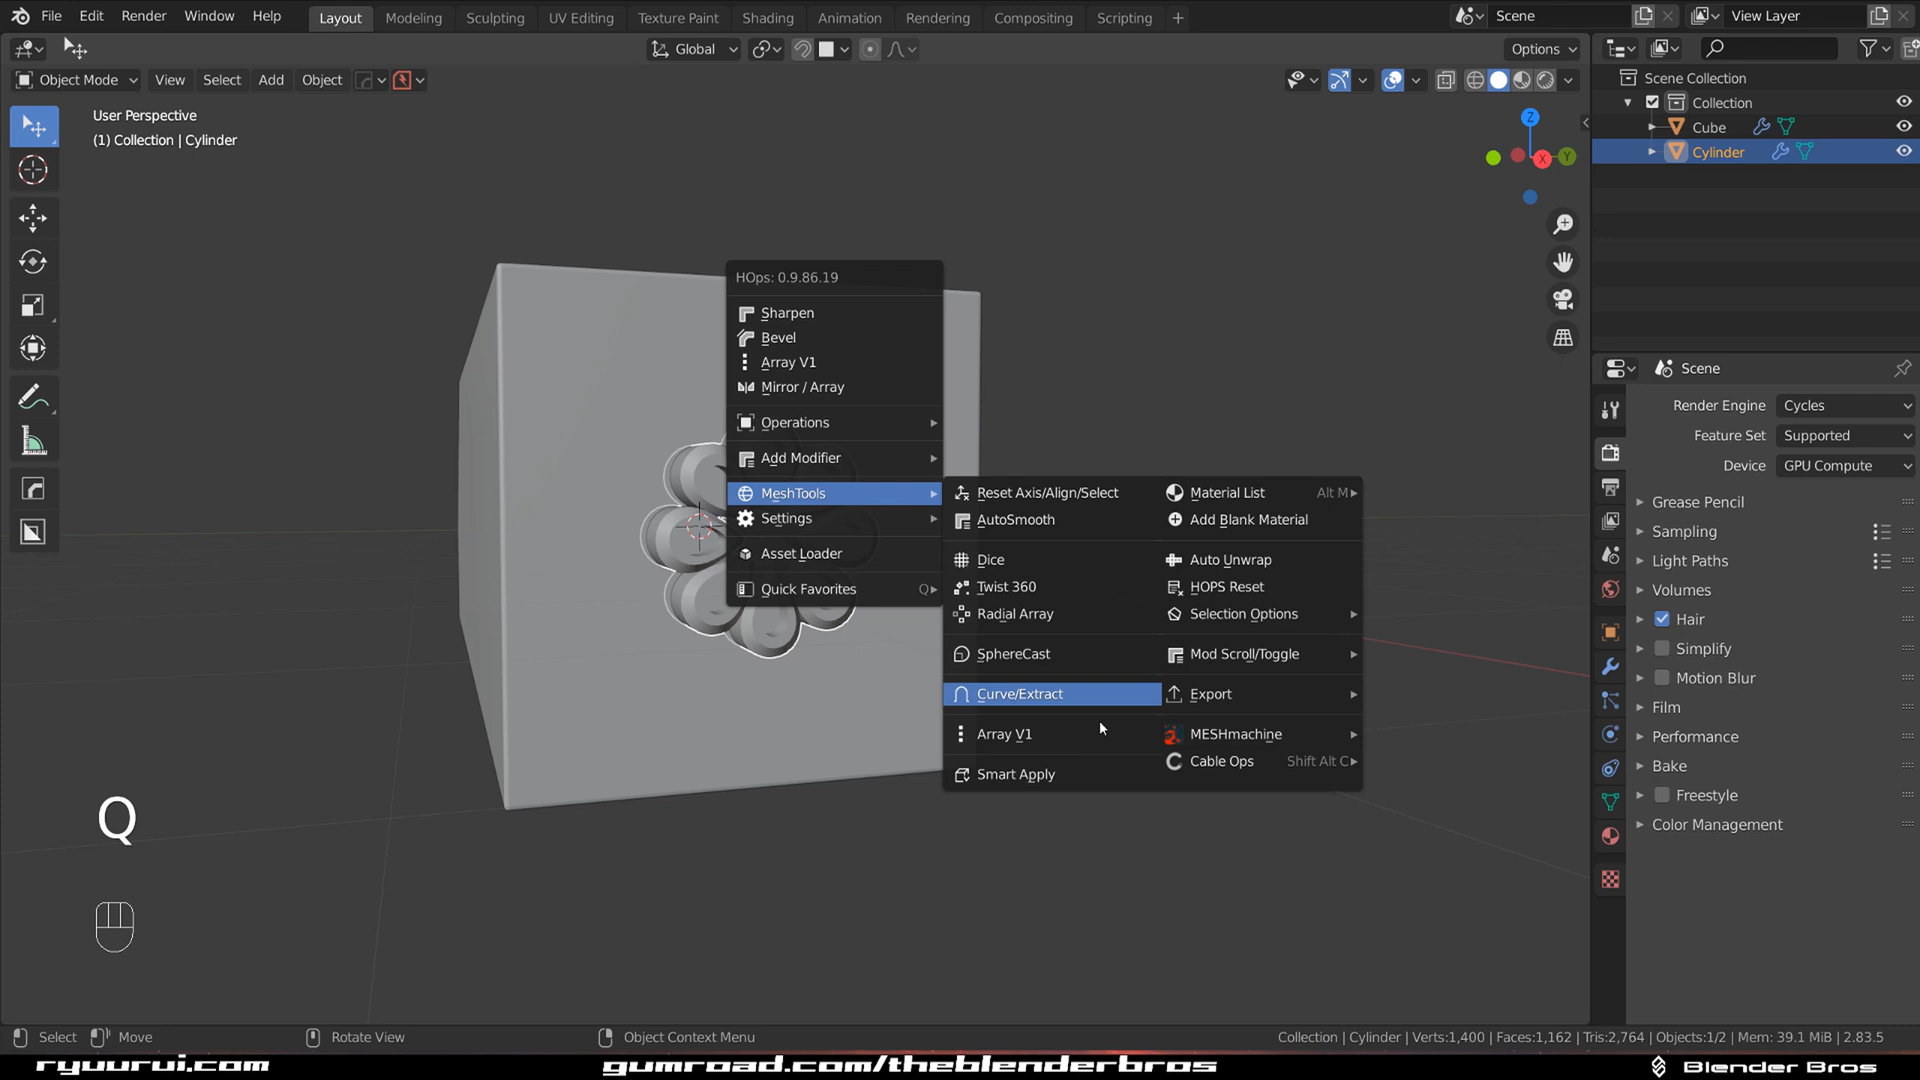 File Edit Render Window Help Layout Modeling Sculpting UV Editing Texture Paint Shading Animation Rendering Compositing Scripting + Scene View Layer
Global Options
Object Mode View Select Add Object
User Perspective
(1) Collection | Cylinder
Z
X
Y
Scene Collection
Collection
Cube
Cylinder
HOps: 0.9.86.19
Sharpen
Bevel
Array V1
Mirror / Array
Operations
Add Modifier
MeshTools
Settings
Asset Loader
Quick Favorites Q
Reset Axis/Align/Select
AutoSmooth
Dice
Twist 360
Radial Array
SphereCast
Curve/Extract
Array V1
Smart Apply
Material List Alt M
Add Blank Material
Auto Unwrap
HOPS Reset
Selection Options
Mod Scroll/Toggle
Export
MESHmachine
Cable Ops Shift Alt C
Scene
Render Engine Cycles
Feature Set Supported
Device GPU Compute
Grease Pencil
Sampling
Light Paths
Volumes
Hair
Simplify
Motion Blur
Film
Performance
Bake
Freestyle
Color Management
Q
Select Move Rotate View Object Context Menu Collection | Cylinder | Verts:1,400 | Faces:1,162 | Tris:2,764 | Objects:1/2 | Mem: 39.1 MiB | 2.83.5
ryuurui.com gumroad.com/theblenderbros Blender Bros